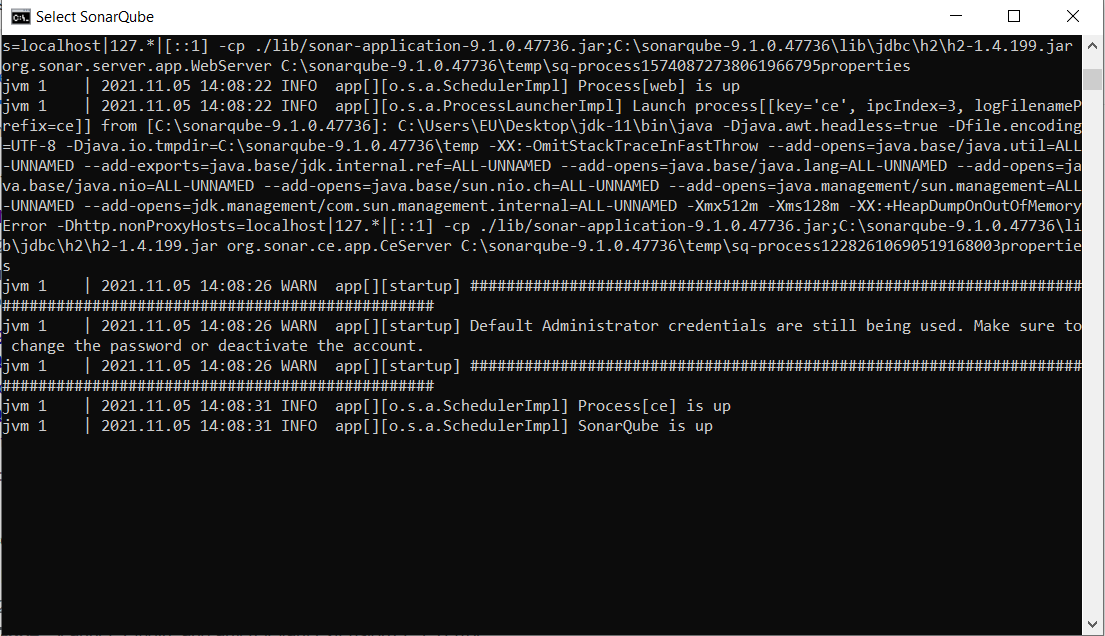 Select SonarQube
s=localhost|127.*|[::1] -cp ./lib/sonar-application-9.1.0.47736.jar;C:\sonarqube-9.1.0.47736\lib\jdbc\h2\h2-1.4.199.jar
org.sonar.server.app.WebServer C:\sonarqube-9.1.0.47736\temp\sq-process15740872738061966795properties
jvm 1    | 2021.11.05 14:08:22 INFO  app[][o.s.a.SchedulerImpl] Process[web] is up
jvm 1    | 2021.11.05 14:08:22 INFO  app[][o.s.a.ProcessLauncherImpl] Launch process[[key='ce', ipcIndex=3, logFilenameP
refix=ce]] from [C:\sonarqube-9.1.0.47736]: C:\Users\EU\Desktop\jdk-11\bin\java -Djava.awt.headless=true -Dfile.encoding
=UTF-8 -Djava.io.tmpdir=C:\sonarqube-9.1.0.47736\temp -XX:-OmitStackTraceInFastThrow --add-opens=java.base/java.util=ALL
-UNNAMED --add-exports=java.base/jdk.internal.ref=ALL-UNNAMED --add-opens=java.base/java.lang=ALL-UNNAMED --add-opens=ja
va.base/java.nio=ALL-UNNAMED --add-opens=java.base/sun.nio.ch=ALL-UNNAMED --add-opens=java.management/sun.management=ALL
-UNNAMED --add-opens=jdk.management/com.sun.management.internal=ALL-UNNAMED -Xmx512m -Xms128m -XX:+HeapDumpOnOutOfMemory
Error -Dhttp.nonProxyHosts=localhost|127.*|[::1] -cp ./lib/sonar-application-9.1.0.47736.jar;C:\sonarqube-9.1.0.47736\li
b\jdbc\h2\h2-1.4.199.jar org.sonar.ce.app.CeServer C:\sonarqube-9.1.0.47736\temp\sq-process12282610690519168003propertie
s
jvm 1    | 2021.11.05 14:08:26 WARN  app[][startup] ####################################################################
################################################
jvm 1    | 2021.11.05 14:08:26 WARN  app[][startup] Default Administrator credentials are still being used. Make sure to
 change the password or deactivate the account.
jvm 1    | 2021.11.05 14:08:26 WARN  app[][startup] ####################################################################
################################################
jvm 1    | 2021.11.05 14:08:31 INFO  app[][o.s.a.SchedulerImpl] Process[ce] is up
jvm 1    | 2021.11.05 14:08:31 INFO  app[][o.s.a.SchedulerImpl] SonarQube is up